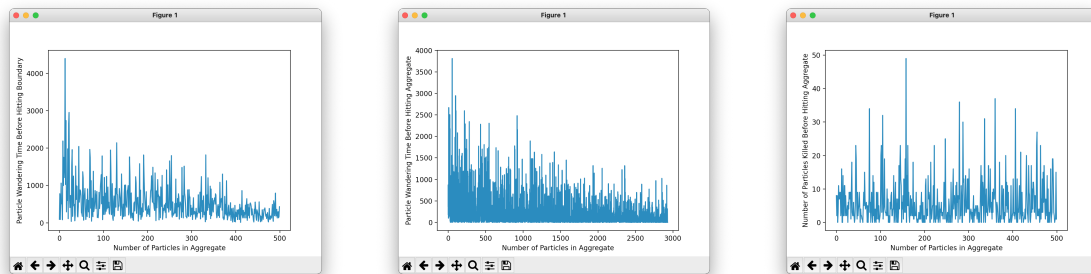 Figure 1
Particle Wandering Time Before Hitting Boundary
4000
3000
2000
1000
0
0 100 200 300 400 500
Number of Particles in Aggregate
Figure 1
Particle Wandering Time Before Hitting Aggregate
4000
3500
3000
2500
2000
1500
1000
500
0
0 500 1000 1500 2000 2500 3000
Number of Particles in Aggregate
Figure 1
Number of Particles Killed Before Hitting Aggregate
50
40
30
20
10
0
0 100 200 300 400 500
Number of Particles in Aggregate